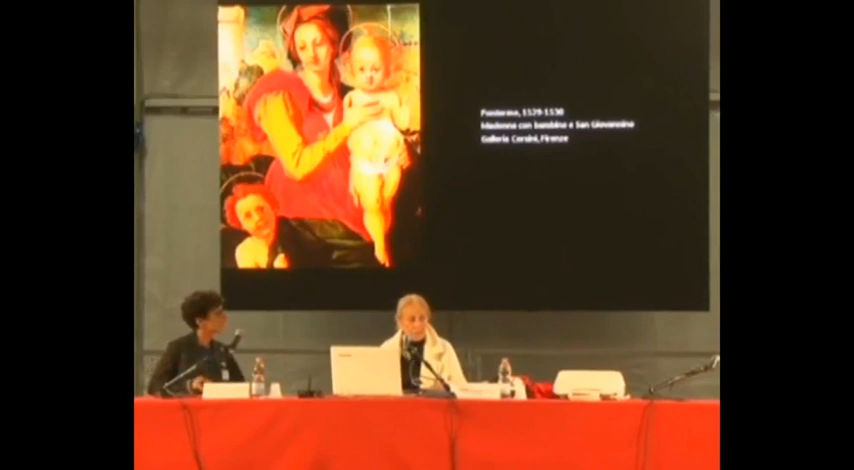 Pontormo, 1529-1530
Madonna con bambino e San Giovannino
Galleria Corsini, Firenze